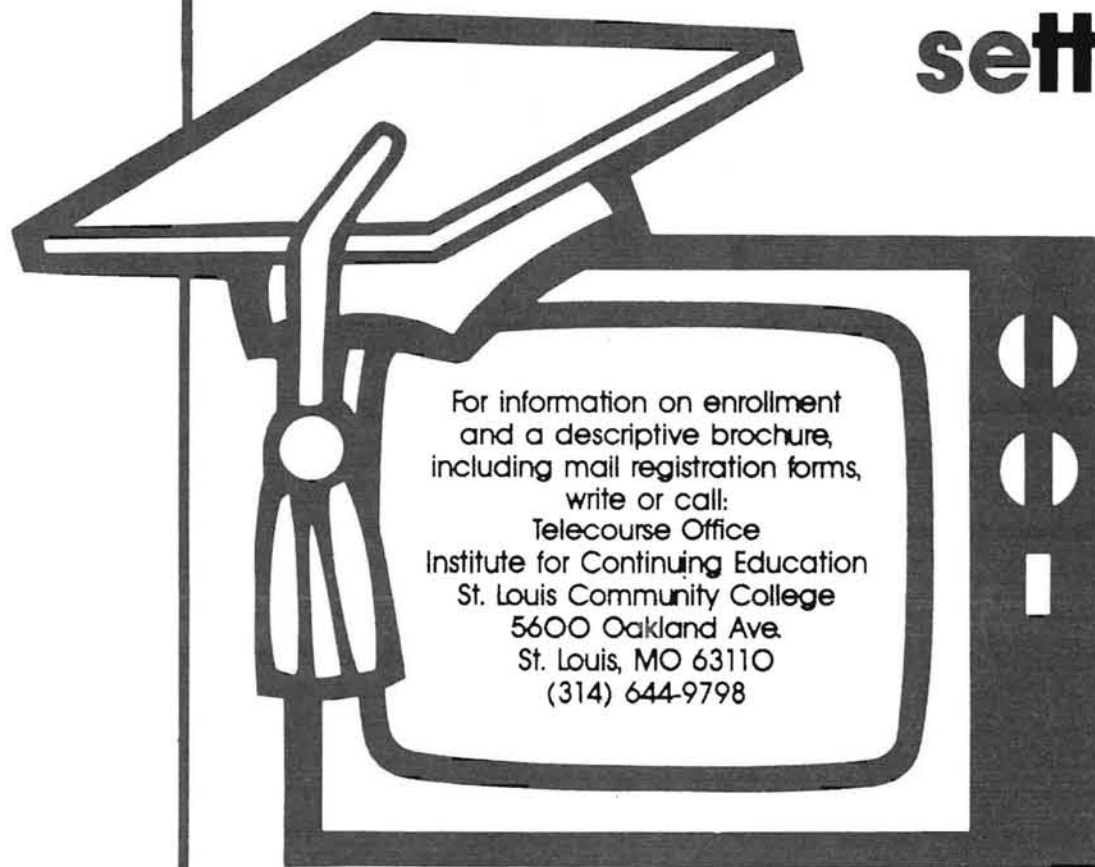 For information on enrollment
and a descriptive brochure,
including mail registration forms,
write or call:
Telecourse Office
Institute for Continuing Education
St. Louis Community College
5600 Oakland Ave.
St. Louis, MO 63110
(314) 644-9798